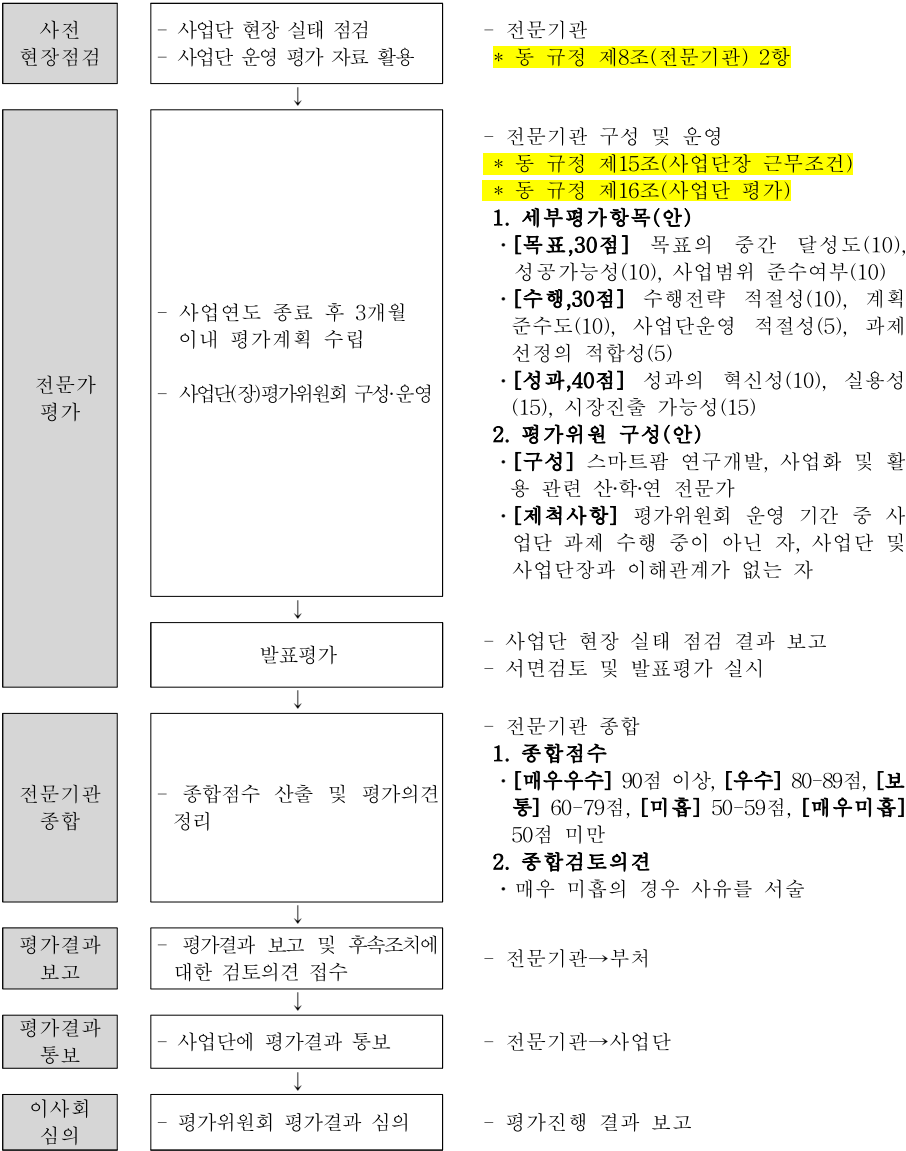 사전
현장점검
- 사업단 현장 실태 점검
- 사업단 운영 평가 자료 활용
- 전문기관
* 동 규정 제8조(전문기관) 2항
↓
전문가
평가
- 사업연도 종료 후 3개월
이내 평가계획 수립
- 사업단(장)평가위원회 구성·운영
- 전문기관 구성 및 운영
* 동 규정 제15조(사업단장 근무조건)
* 동 규정 제16조(사업단 평가)
1. 세부평가항목(안)
·[목표,30점] 목표의 중간 달성도(10),
성공가능성(10), 사업범위 준수여부(10)
·[수행,30점] 수행전략 적절성(10), 계획
준수도(10), 사업단운영 적절성(5), 과제
선정의 적합성(5)
·[성과,40점] 성과의 혁신성(10), 실용성
(15), 시장진출 가능성(15)
2. 평가위원 구성(안)
·[구성] 스마트팜 연구개발, 사업화 및 활
용 관련 산·학·연 전문가
·[제척사항] 평가위원회 운영 기간 중 사
업단 과제 수행 중이 아닌 자, 사업단 및
사업단장과 이해관계가 없는 자
↓
발표평가
- 사업단 현장 실태 점검 결과 보고
- 서면검토 및 발표평가 실시
↓
전문기관
종합
- 종합점수 산출 및 평가의견
정리
- 전문기관 종합
1. 종합점수
·[매우우수] 90점 이상, [우수] 80-89점, [보
통] 60-79점, [미흡] 50-59점, [매우미흡]
50점 미만
2. 종합검토의견
·매우 미흡의 경우 사유를 서술
↓
평가결과
보고
- 평가결과 보고 및 후속조치에
대한 검토의견 접수
- 전문기관→부처
↓
평가결과
통보
- 사업단에 평가결과 통보
- 전문기관→사업단
↓
이사회
심의
- 평가위원회 평가결과 심의
- 평가진행 결과 보고